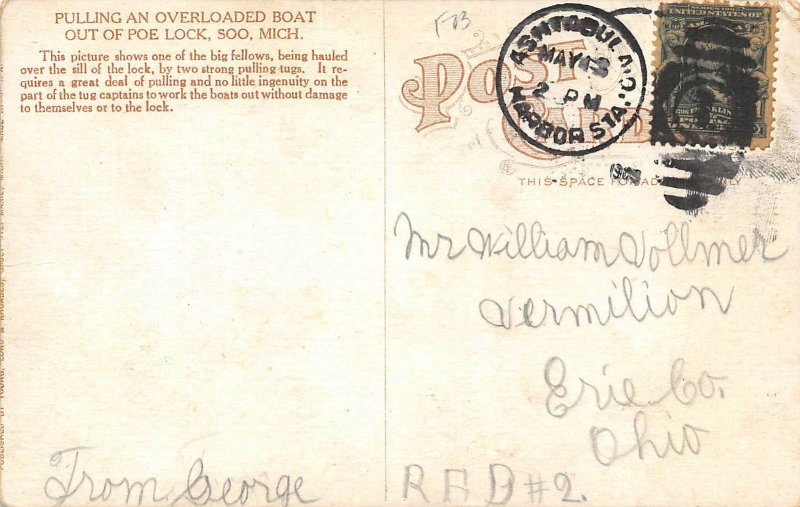 PULLING AN OVERLOADED BOAT
OUT OF POE LOCK, SOO, MICH.
This picture shows one of the big fellows, being hauled
over the sill of the lock, by two strong pulling tugs. It re-
quires a great deal of pulling and no little ingenuity on the
part of the tug captains to work the boats out without damage
to themselves or to the lock.
From George
POST
CARD
ASHTABULA, O.
MAY 13
2 PM
HARBOR STA.
THIS SPACE FOR ADDRESS ONLY
Mr William Vollmer
Vermilion
Erie Co.
Ohio
R.F.D #2.